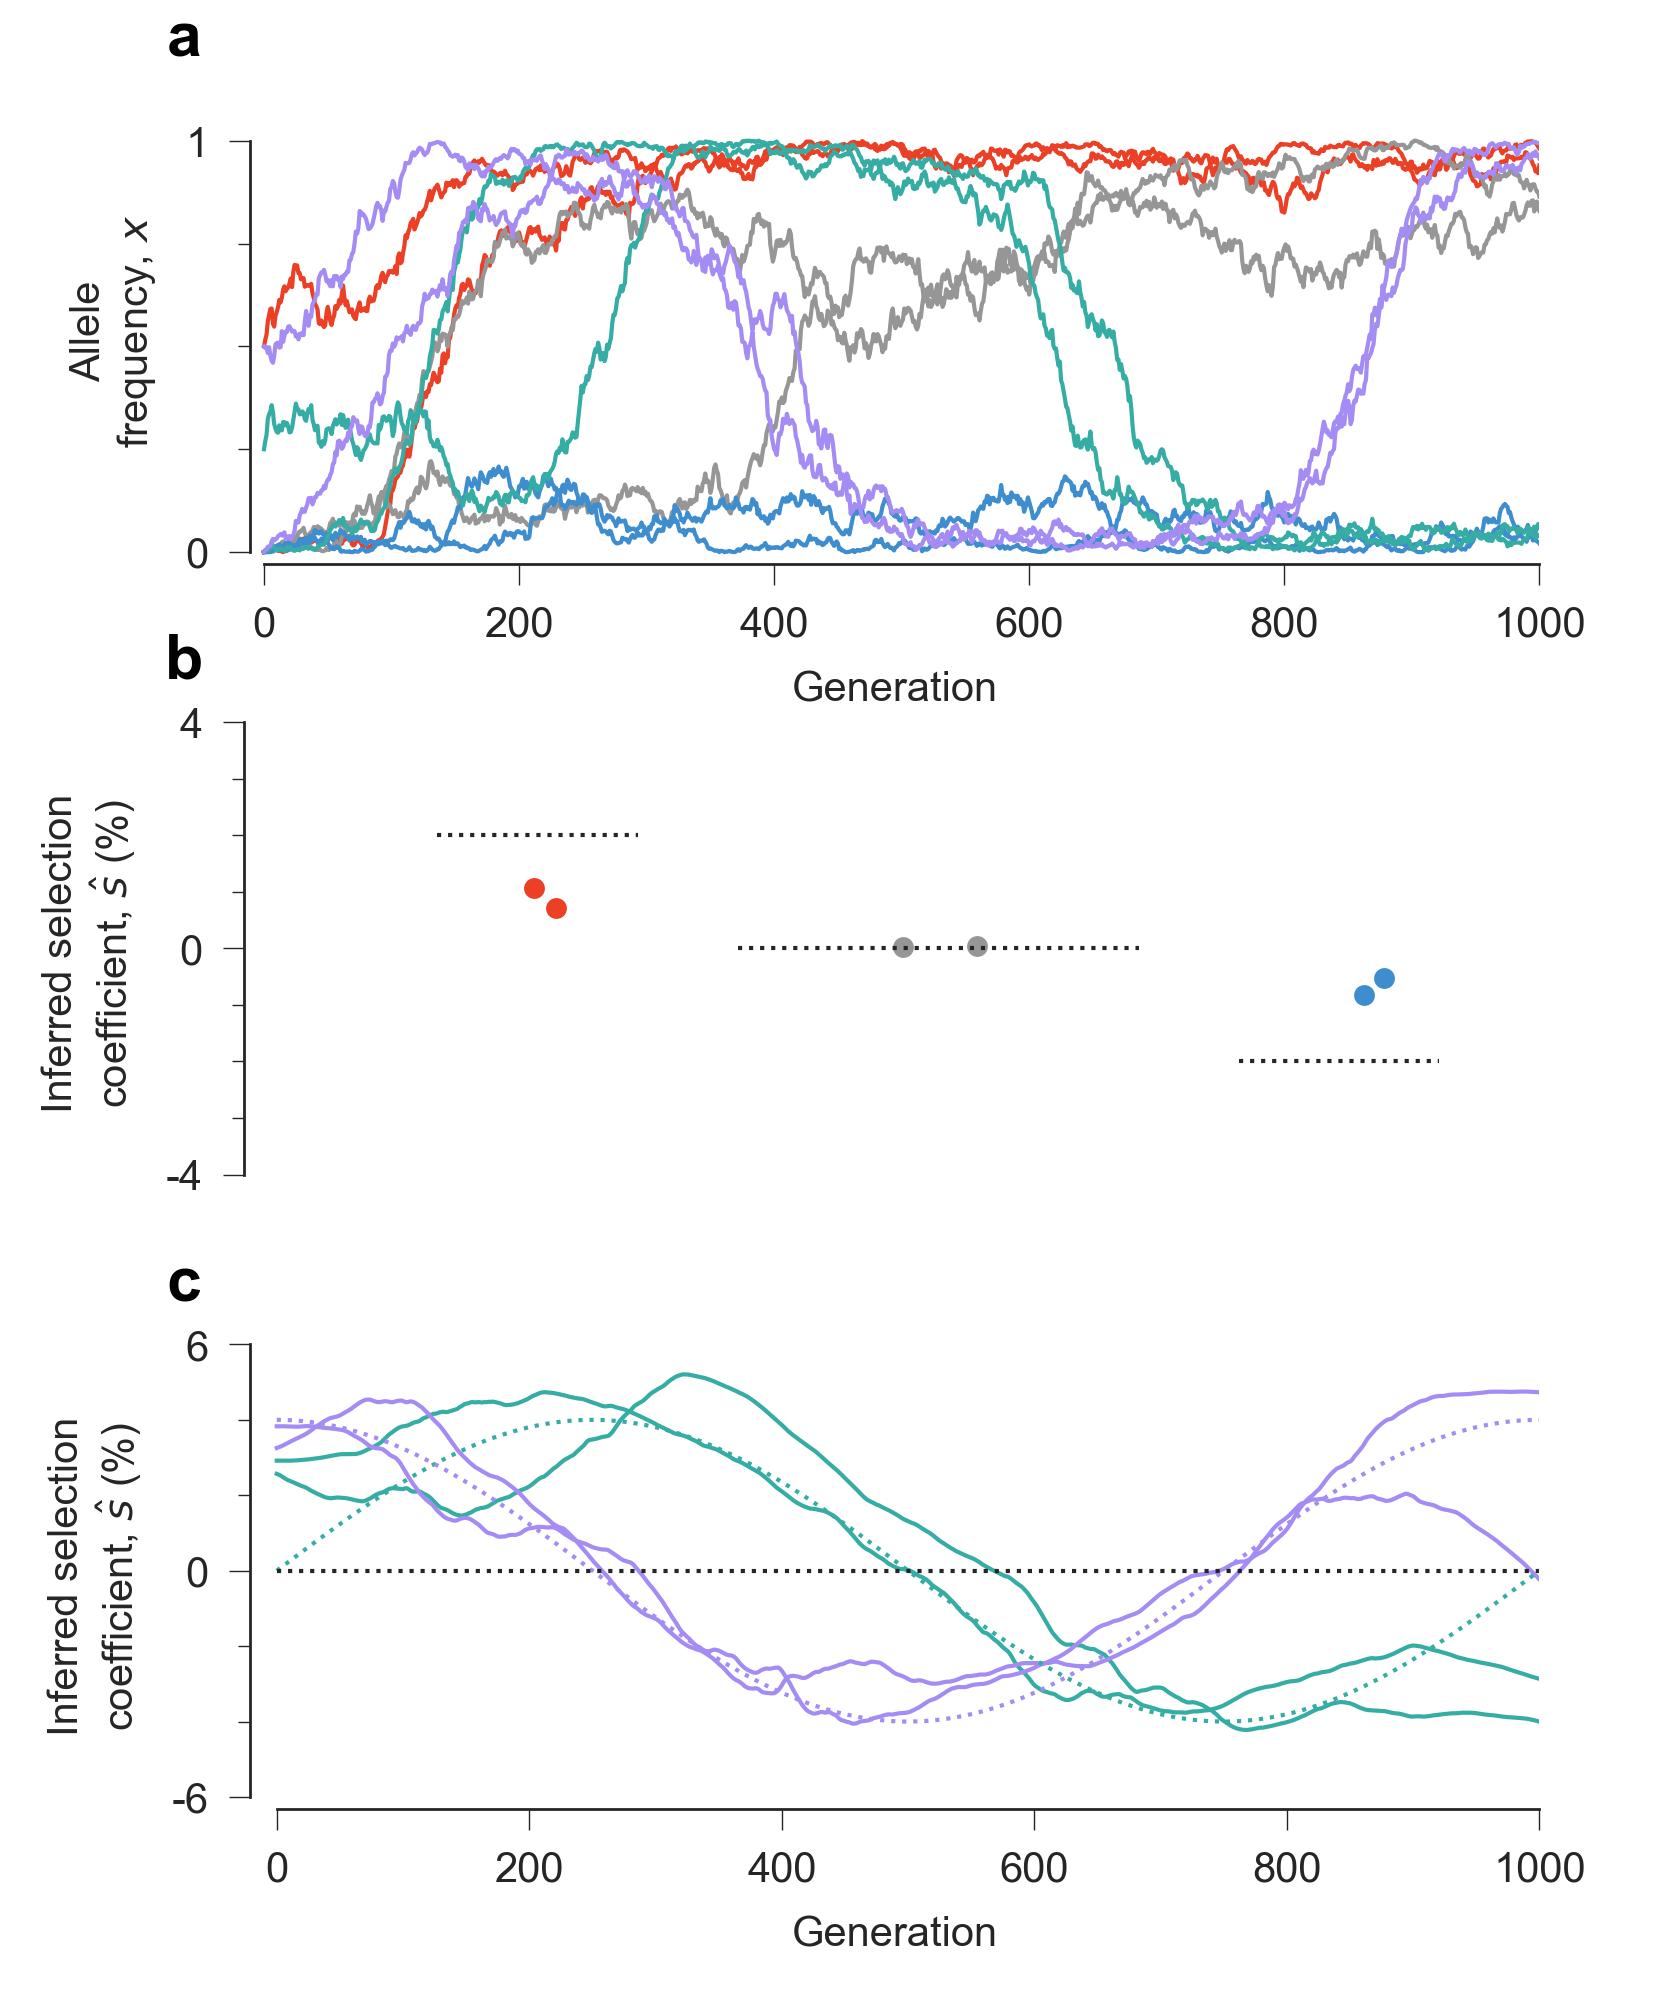 a
1
0
Allele
frequency, x
0 200 400 600 800 1000
Generation
b
4
0
-4
Inferred selection
coefficient, ŝ (%)
c
6
0
-6
Inferred selection
coefficient, ŝ (%)
0 200 400 600 800 1000
Generation